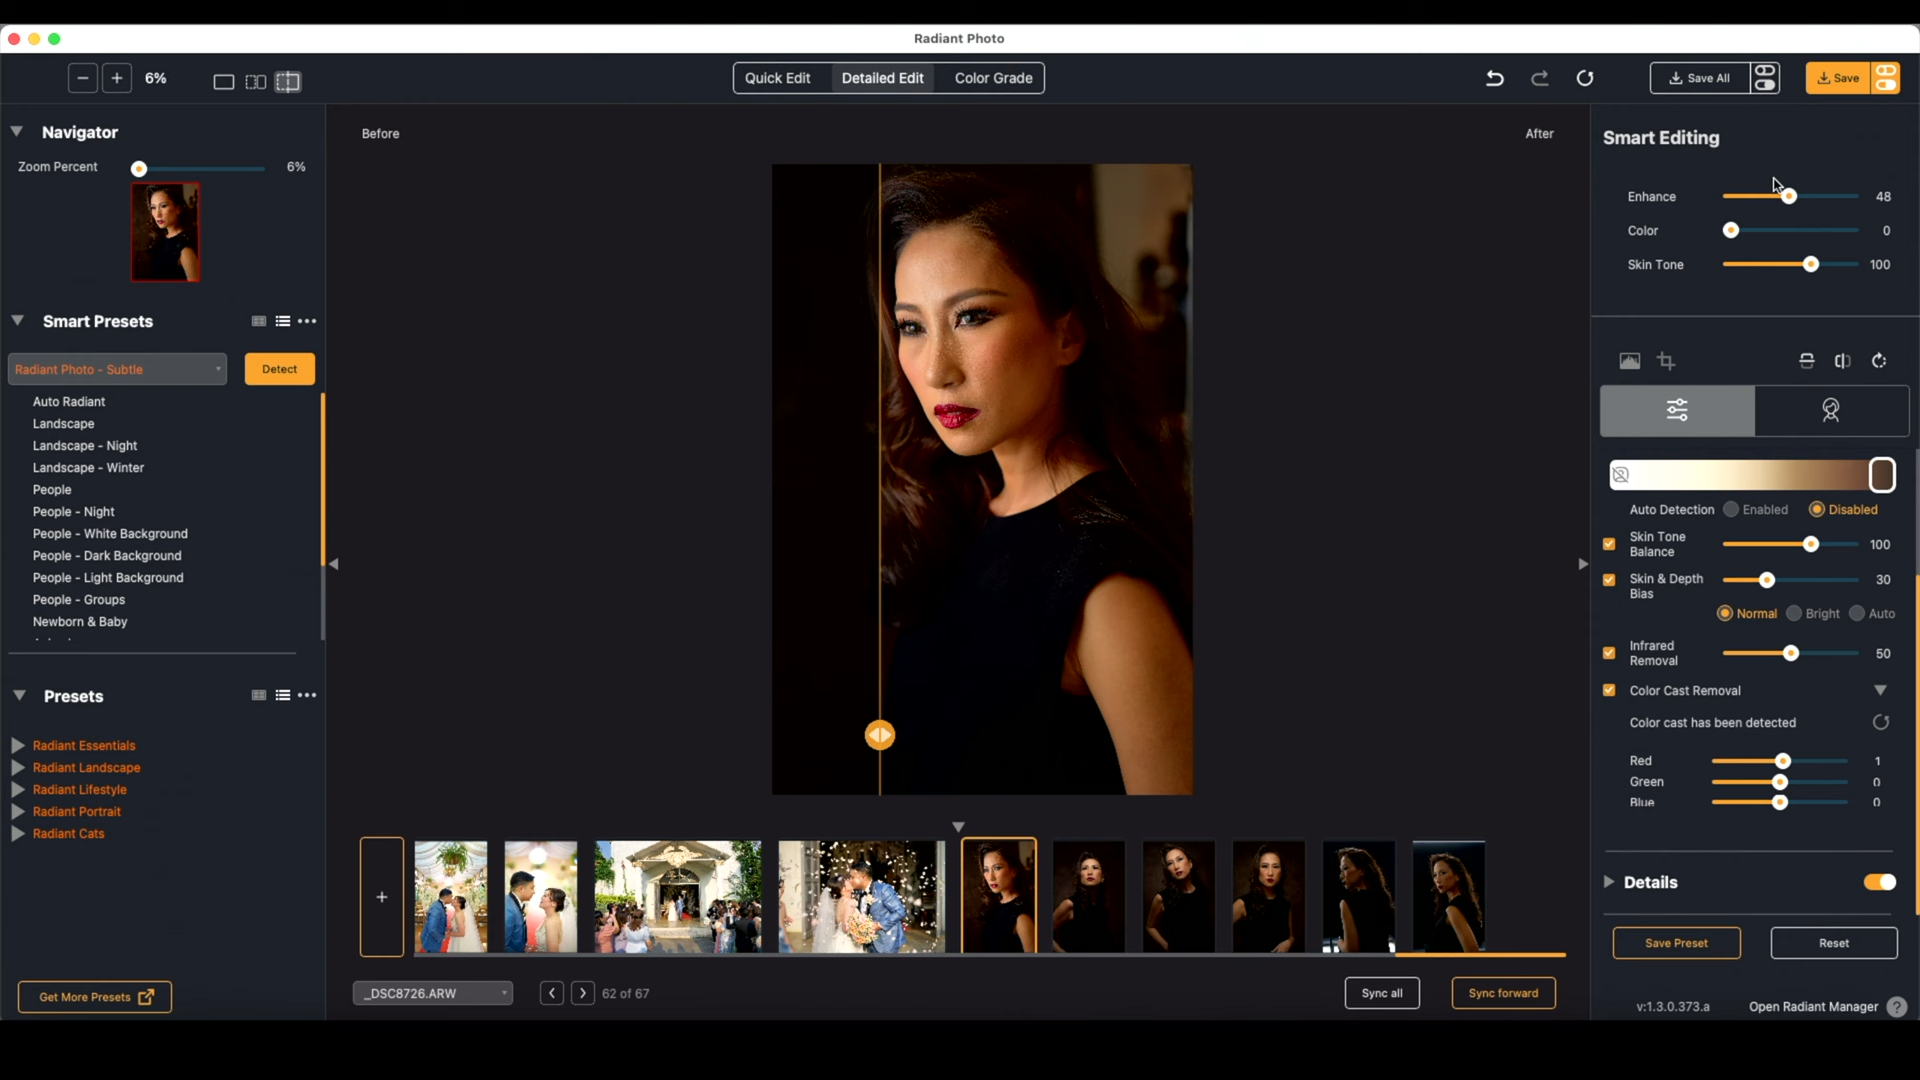 Radiant Photo
6%
Quick Edit
Detailed Edit
Color Grade
Save All
Save
Navigator
Zoom Percent
6%
Smart Presets
Radiant Photo - Subtle
Detect
Auto Radiant
Landscape
Landscape - Night
Landscape - Winter
People
People - Night
People - White Background
People - Dark Background
People - Light Background
People - Groups
Newborn & Baby
Presets
Radiant Essentials
Radiant Landscape
Radiant Lifestyle
Radiant Portrait
Radiant Cats
Get More Presets
Before
After
_DSC8726.ARW
62 of 67
Sync all
Sync forward
Smart Editing
Enhance 48
Color 0
Skin Tone 100
Auto Detection Enabled Disabled
Skin Tone
Balance 100
Skin & Depth
Bias 30
Normal Bright Auto
Infrared
Removal 50
Color Cast Removal
Color cast has been detected
Red 1
Green 0
Blue 0
Details
Save Preset
Reset
v:1.3.0.373.a
Open Radiant Manager ?